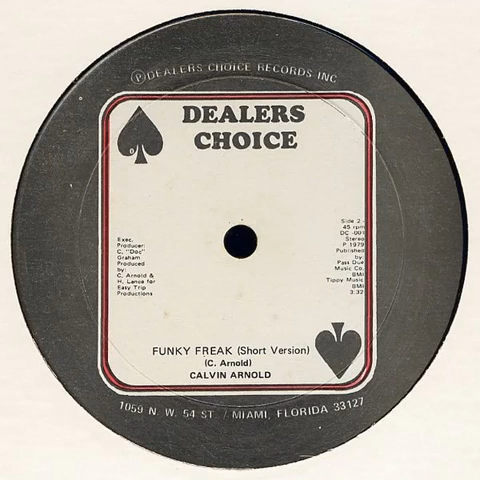 ℗ DEALERS CHOICE RECORDS INC
DEALERS
CHOICE
Exec.
Producer:
C, "Doc"
Graham
Produced
by:
C, Arnold &
H, Lance for
Easy Trip
Productions
Side 2-
45 rpm
DC -001
Stereo
P 1979
Published
by:
Pass Due
Music Co.
BMI
Tippy Music
BMI
3:32
FUNKY FREAK (Short Version)
(C. Arnold)
CALVIN ARNOLD
1059 N. W. 54 ST. / MIAMI, FLORIDA 33127